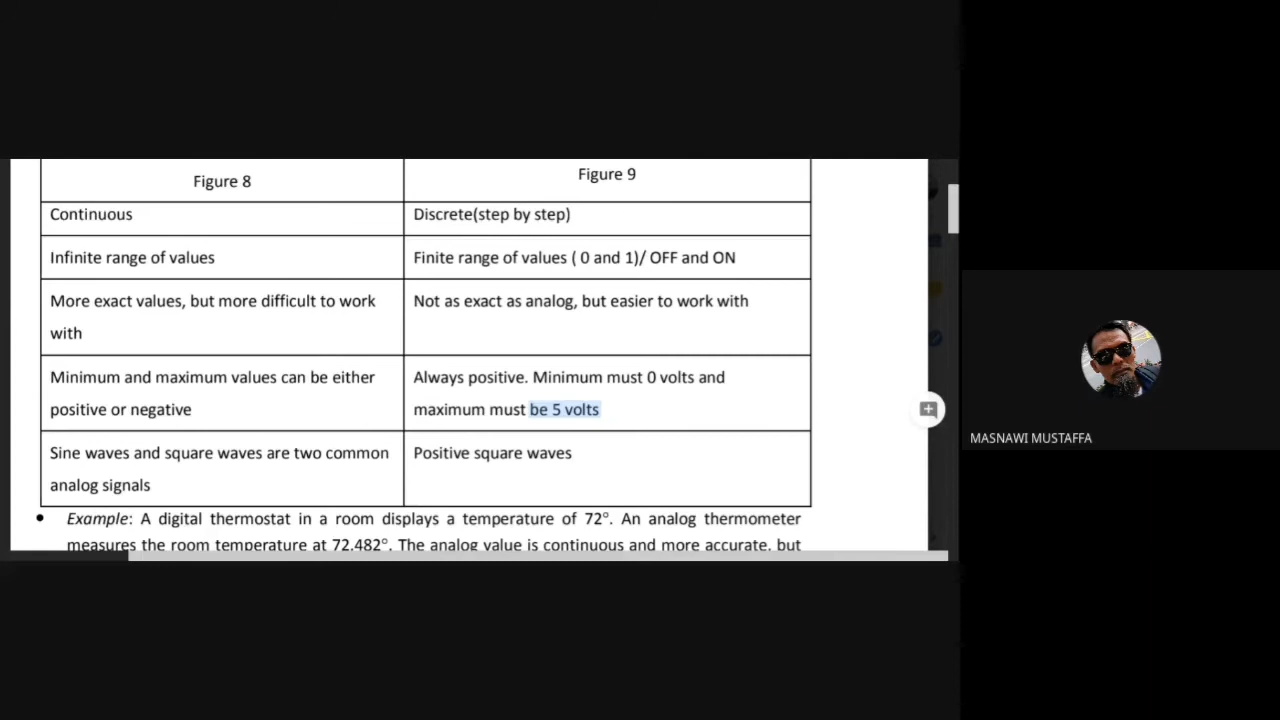 Figure 8
Figure 9
Continuous
Discrete(step by step)
Infinite range of values
Finite range of values ( 0 and 1)/ OFF and ON
More exact values, but more difficult to work
with
Not as exact as analog, but easier to work with
Minimum and maximum values can be either
positive or negative
Always positive. Minimum must 0 volts and
maximum must be 5 volts
Sine waves and square waves are two common
analog signals
Positive square waves
• Example: A digital thermostat in a room displays a temperature of 72°. An analog thermometer
measures the room temperature at 72.482°. The analog value is continuous and more accurate, but
MASNAWI MUSTAFFA